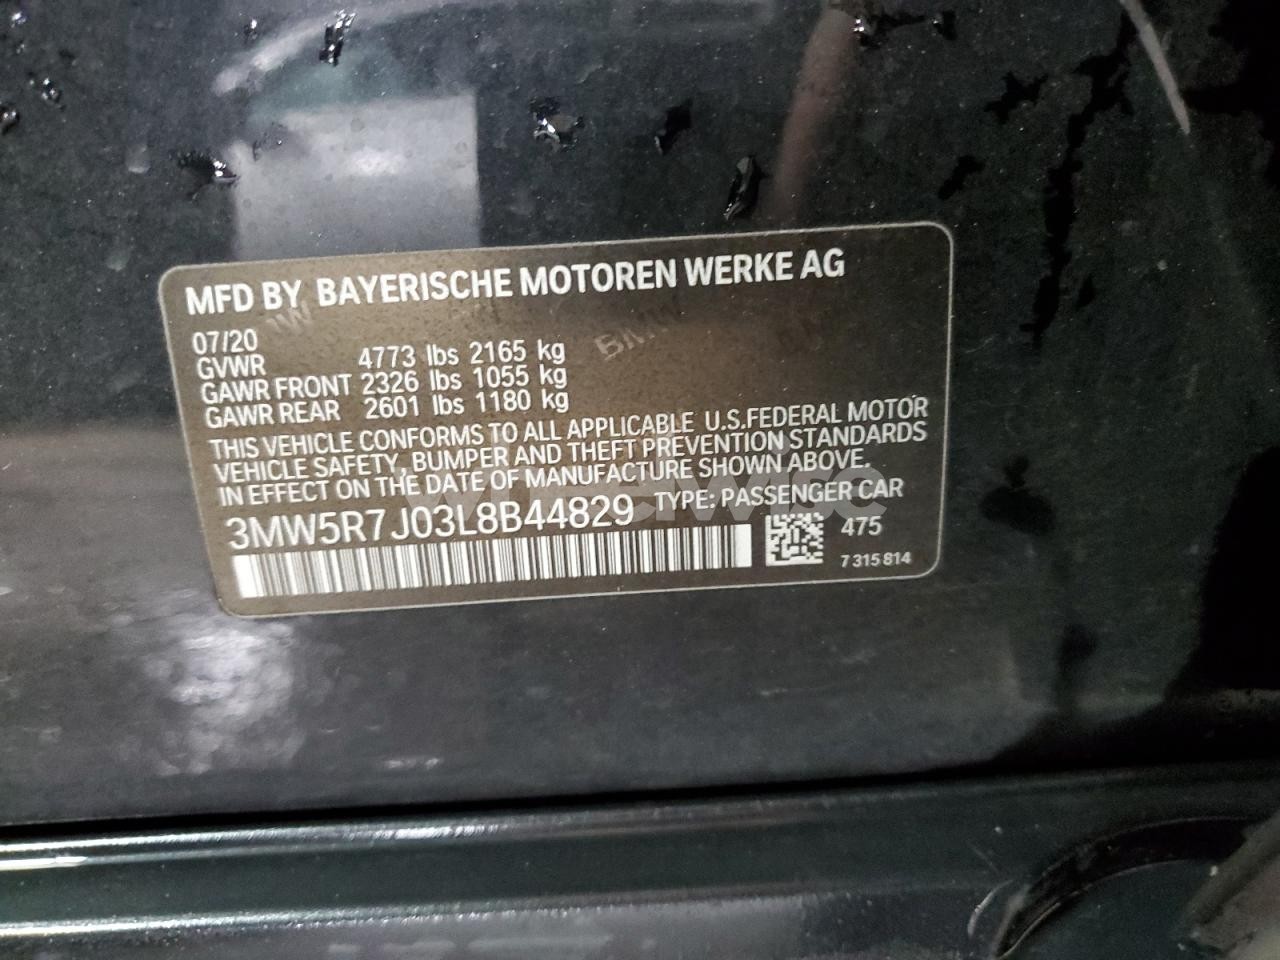 MFD BY BAYERISCHE MOTOREN WERKE AG
07/20
GVWR 4773 lbs 2165 kg
GAWR FRONT 2326 lbs 1055 kg
GAWR REAR 2601 lbs 1180 kg
THIS VEHICLE CONFORMS TO ALL APPLICABLE U.S.FEDERAL MOTOR
VEHICLE SAFETY, BUMPER AND THEFT PREVENTION STANDARDS
IN EFFECT ON THE DATE OF MANUFACTURE SHOWN ABOVE.
3MW5R7J03L8B44829 TYPE: PASSENGER CAR
475
7 315 814
BMW